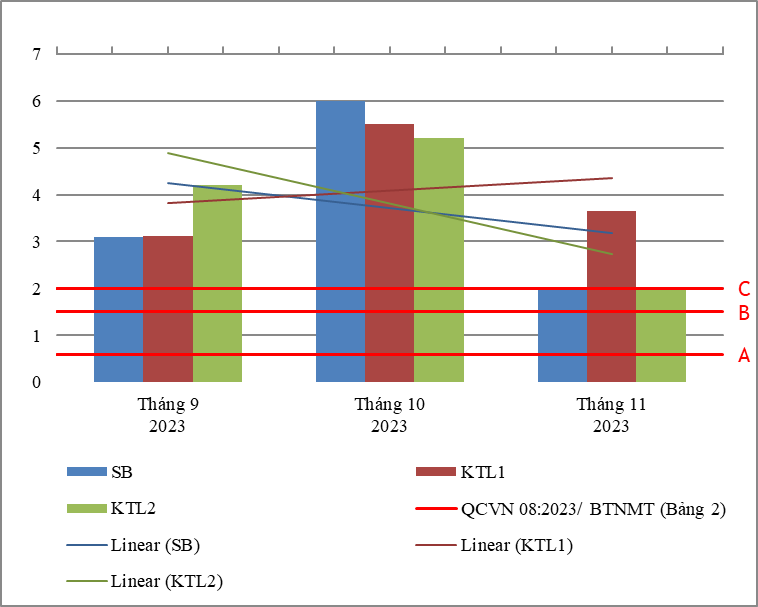 7
6
5
4
3
2
1
0
C
B
A
Tháng 9
2023
Tháng 10
2023
Tháng 11
2023
SB
KTL1
KTL2
QCVN 08:2023/ BTNMT (Bảng 2)
Linear (SB)
Linear (KTL1)
Linear (KTL2)